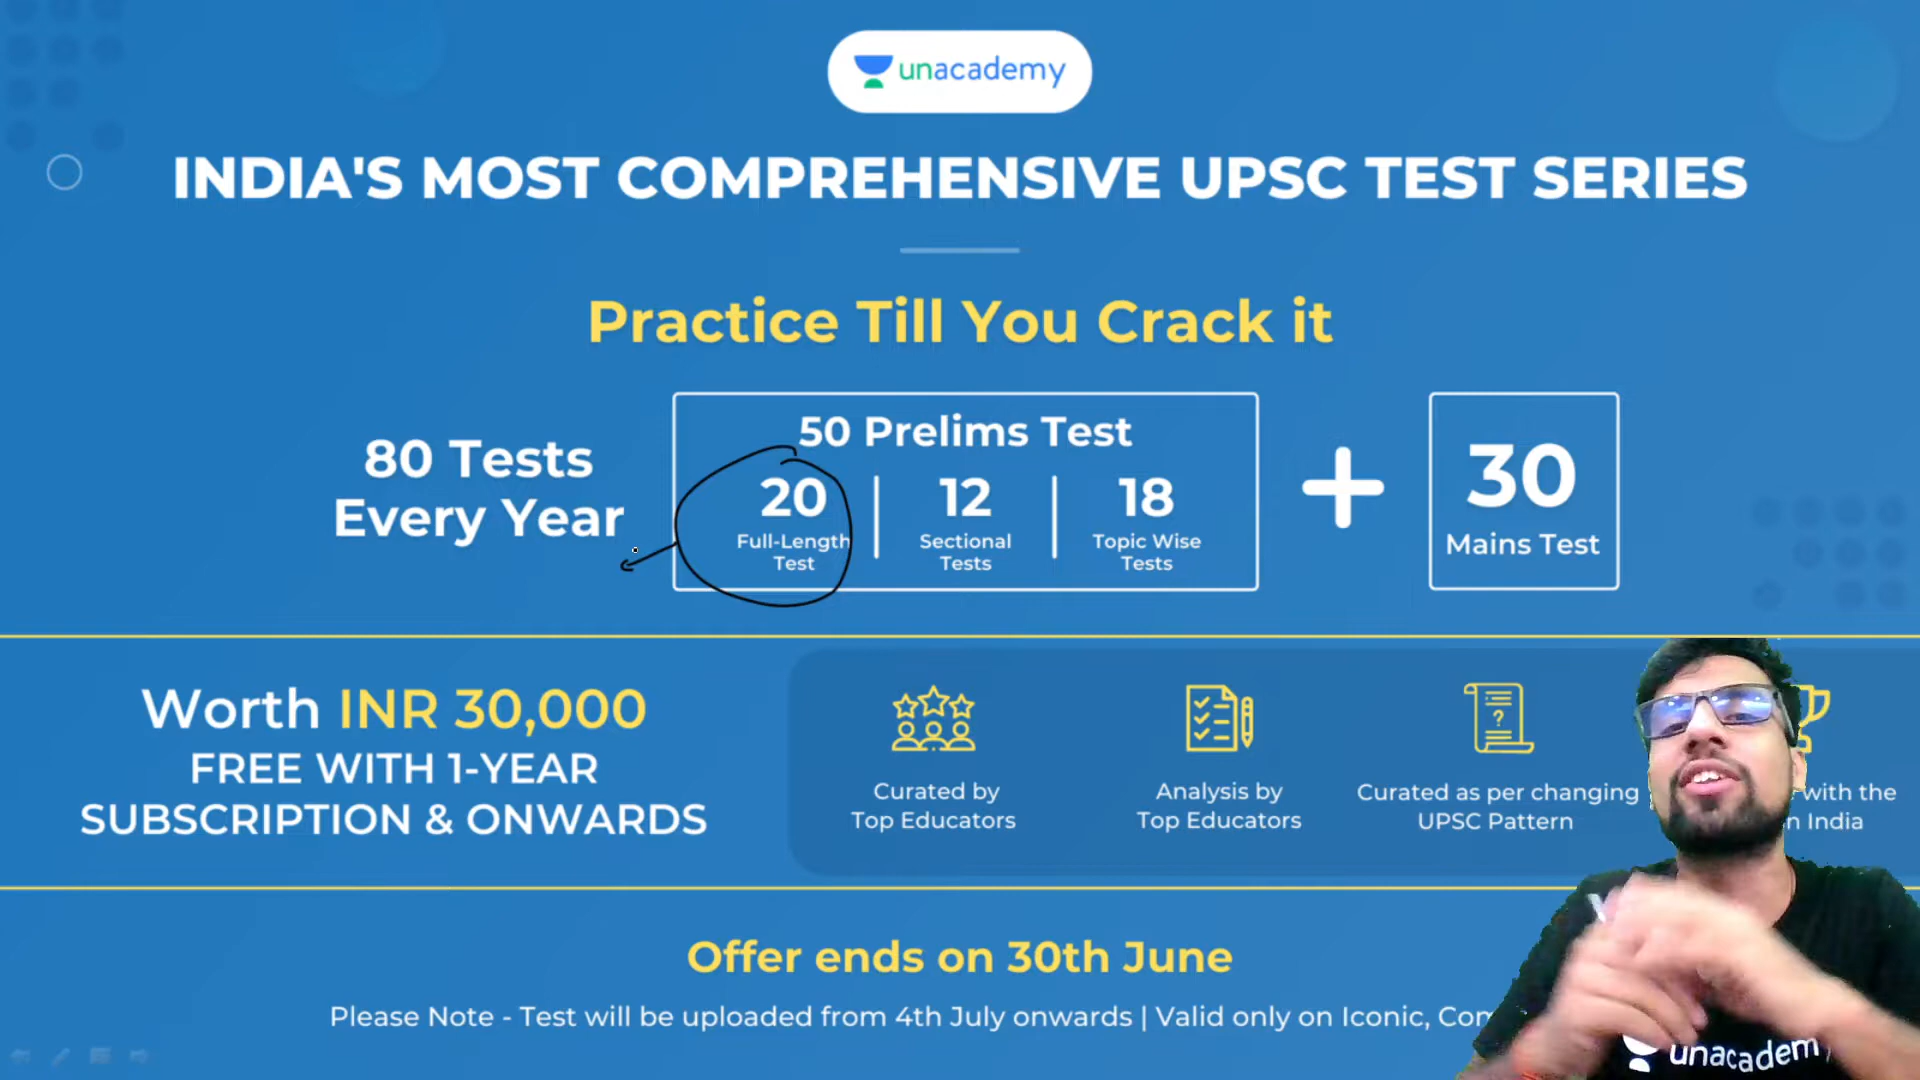 unacademy
INDIA'S MOST COMPREHENSIVE UPSC TEST SERIES
Practice Till You Crack it
80 Tests
Every Year
50 Prelims Test
20
Full-Length
Test
12
Sectional
Tests
18
Topic Wise
Tests
+
30
Mains Test
Worth INR 30,000
FREE WITH 1-YEAR
SUBSCRIPTION & ONWARDS
Curated by
Top Educators
Analysis by
Top Educators
Curated as per changing
UPSC Pattern
with the
India
Offer ends on 30th June
Please Note - Test will be uploaded from 4th July onwards | Valid only on Iconic,
unacademy